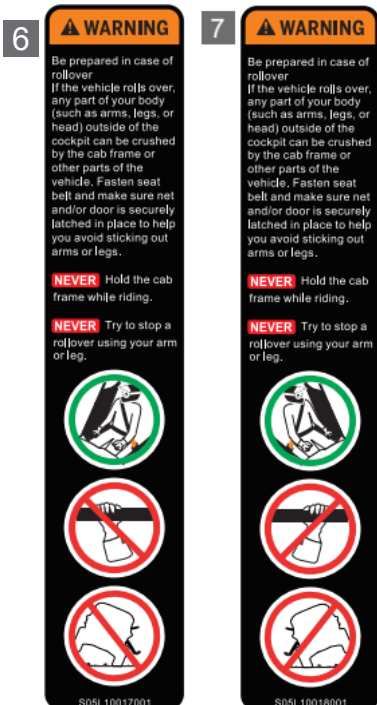 6
WARNING
Be prepared in case of
rollover
If the vehicle rolls over,
any part of your body
(such as arms, legs, or
head) outside of the
cockpit can be crushed
by the cab frame or
other parts of the
vehicle. Fasten seat
belt and make sure net
and/or door is securely
latched in place to help
you avoid sticking out
arms or legs.
NEVER Hold the cab
frame while riding.
NEVER Try to stop a
rollover using your arm
or leg.
S05L10017001
7
WARNING
Be prepared in case of
rollover
If the vehicle rolls over,
any part of your body
(such as arms, legs, or
head) outside of the
cockpit can be crushed
by the cab frame or
other parts of the
vehicle. Fasten seat
belt and make sure net
and/or door is securely
latched in place to help
you avoid sticking out
arms or legs.
NEVER Hold the cab
frame while riding.
NEVER Try to stop a
rollover using your arm
or leg.
S05L10018001